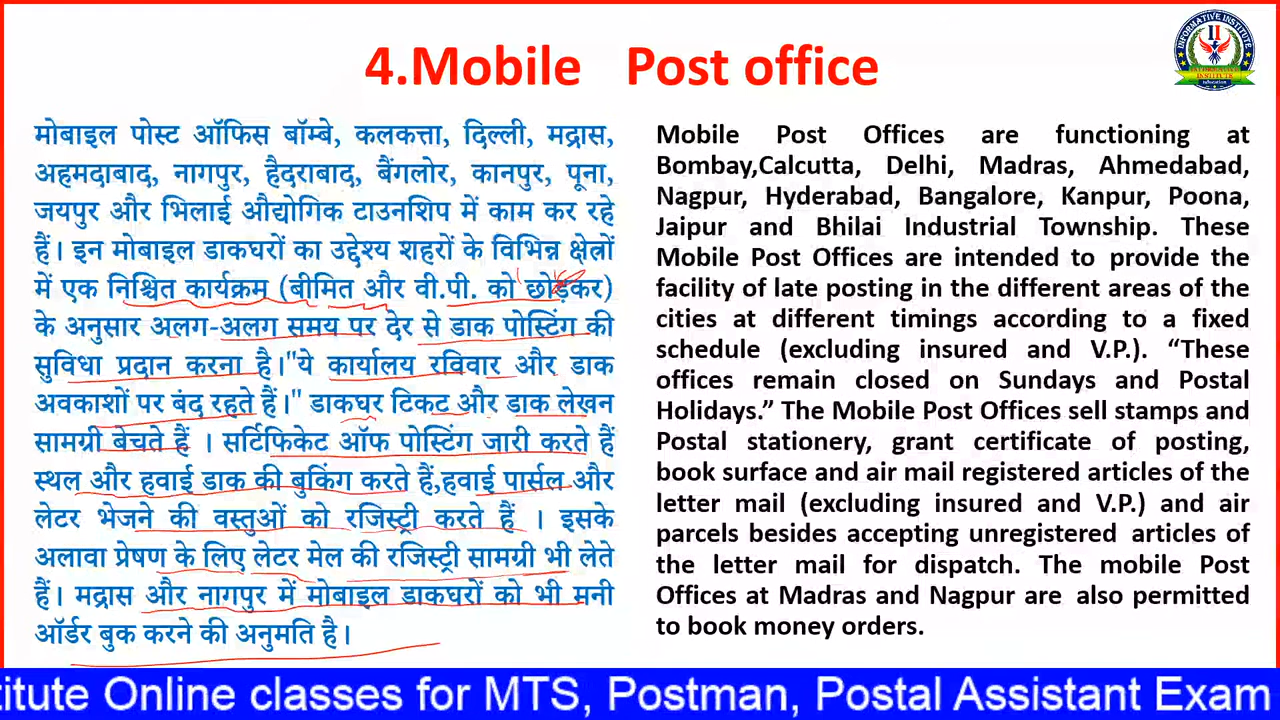 4.Mobile Post office
INFORMATIVE INSTITUTE
II
INSTITUTE
education
मोबाइल पोस्ट ऑफिस बॉम्बे, कलकत्ता, दिल्ली, मद्रास,
अहमदाबाद, नागपुर, हैदराबाद, बैंगलोर, कानपुर, पूना,
जयपुर और भिलाई औद्योगिक टाउनशिप में काम कर रहे
हैं। इन मोबाइल डाकघरों का उद्देश्य शहरों के विभिन्न क्षेत्रों
में एक निश्चित कार्यक्रम (बीमित और वी.पी. को छोड़कर)
के अनुसार अलग-अलग समय पर देर से डाक पोस्टिंग की
सुविधा प्रदान करना है।"ये कार्यालय रविवार और डाक
अवकाशों पर बंद रहते हैं।" डाकघर टिकट और डाक लेखन
सामग्री बेचते हैं । सर्टिफिकेट ऑफ पोस्टिंग जारी करते हैं
स्थल और हवाई डाक की बुकिंग करते हैं,हवाई पार्सल और
लेटर भेजने की वस्तुओं को रजिस्ट्री करते हैं । इसके
अलावा प्रेषण के लिए लेटर मेल की रजिस्ट्री सामग्री भी लेते
हैं। मद्रास और नागपुर में मोबाइल डाकघरों को भी मनी
ऑर्डर बुक करने की अनुमति है।
Mobile Post Offices are functioning at
Bombay,Calcutta, Delhi, Madras, Ahmedabad,
Nagpur, Hyderabad, Bangalore, Kanpur, Poona,
Jaipur and Bhilai Industrial Township. These
Mobile Post Offices are intended to provide the
facility of late posting in the different areas of the
cities at different timings according to a fixed
schedule (excluding insured and V.P.). “These
offices remain closed on Sundays and Postal
Holidays.” The Mobile Post Offices sell stamps and
Postal stationery, grant certificate of posting,
book surface and air mail registered articles of the
letter mail (excluding insured and V.P.) and air
parcels besides accepting unregistered articles of
the letter mail for dispatch. The mobile Post
Offices at Madras and Nagpur are also permitted
to book money orders.
titute Online classes for MTS, Postman, Postal Assistant Exam